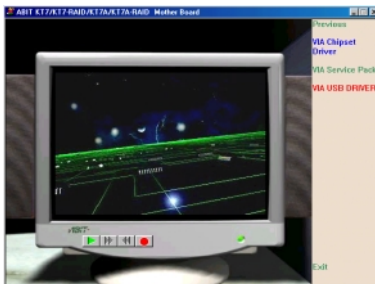 ABIT KT7/KT7-RAID/KT7A/KT7A-RAID Mother Board
Previous
VIA Chipset
Driver
VIA Service Pack
VIA USB DRIVER
ABIT
Exit